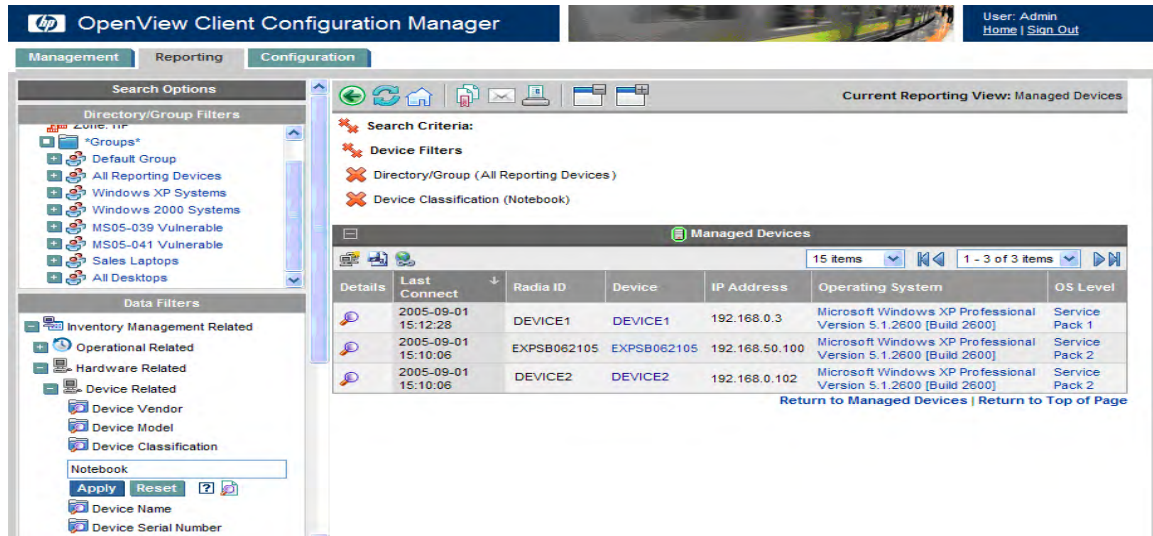 hp OpenView Client Configuration Manager
User: Admin
Home | Sign Out
Management
Reporting
Configuration
Search Options
Directory/Group Filters
Zone: HP
*Groups*
Default Group
All Reporting Devices
Windows XP Systems
Windows 2000 Systems
MS05-039 Vulnerable
MS05-041 Vulnerable
Sales Laptops
All Desktops
Data Filters
Inventory Management Related
Operational Related
Hardware Related
Device Related
Device Vendor
Device Model
Device Classification
Notebook
Apply Reset ?
Device Name
Device Serial Number
Current Reporting View: Managed Devices
Search Criteria:
Device Filters
Directory/Group (All Reporting Devices)
Device Classification (Notebook)
Managed Devices
15 items 1 - 3 of 3 items
Details Last Connect Radia ID Device IP Address Operating System OS Level
2005-09-01 15:12:28 DEVICE1 DEVICE1 192.168.0.3 Microsoft Windows XP Professional Version 5.1.2600 [Build 2600] Service Pack 1
2005-09-01 15:10:06 EXPSB062105 EXPSB062105 192.168.50.100 Microsoft Windows XP Professional Version 5.1.2600 [Build 2600] Service Pack 2
2005-09-01 15:10:06 DEVICE2 DEVICE2 192.168.0.102 Microsoft Windows XP Professional Version 5.1.2600 [Build 2600] Service Pack 2
Return to Managed Devices | Return to Top of Page